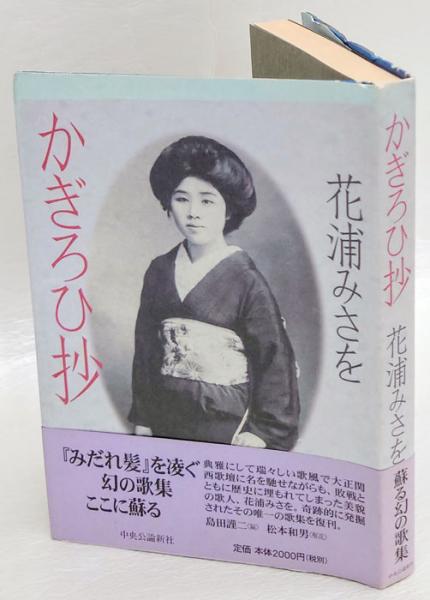 かぎろひ抄
花浦みさを
『みだれ髪』を凌ぐ
幻の歌集
ここに蘇る
中央公論新社
典雅にして瑞々しい歌風で大正関
西歌壇に名を馳せながらも、敗戦と
ともに歴史に埋もれてしまった美貌
の歌人、花浦みさを。奇跡的に発掘
されたその唯一の歌集を復刊。
島田謹二(編) 松本和男(解説)
定価 本体2000円(税別)
かぎろひ抄
花浦みさを
蘇る幻の歌集
中央公論新社